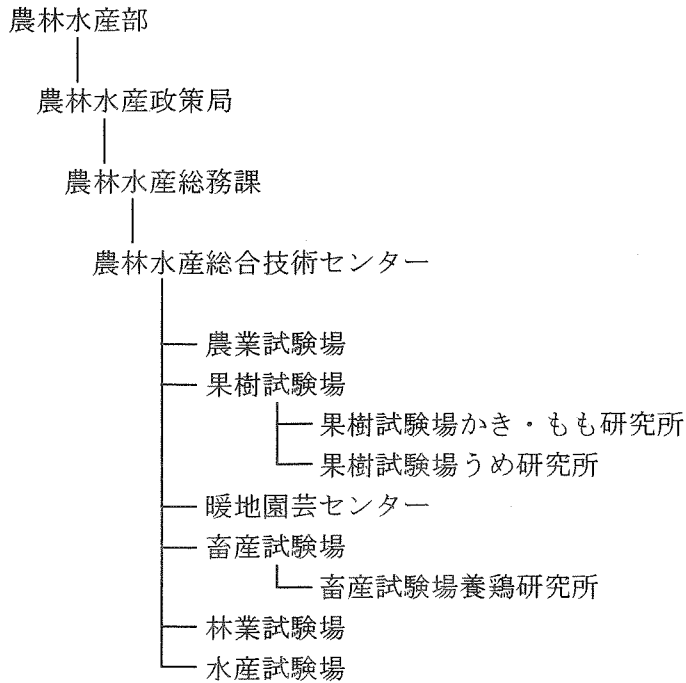 農林水産部
農林水産政策局
農林水産総務課
農林水産総合技術センター
農業試験場
果樹試験場
果樹試験場かき・もも研究所
果樹試験場うめ研究所
暖地園芸センター
畜産試験場
畜産試験場養鶏研究所
林業試験場
水産試験場